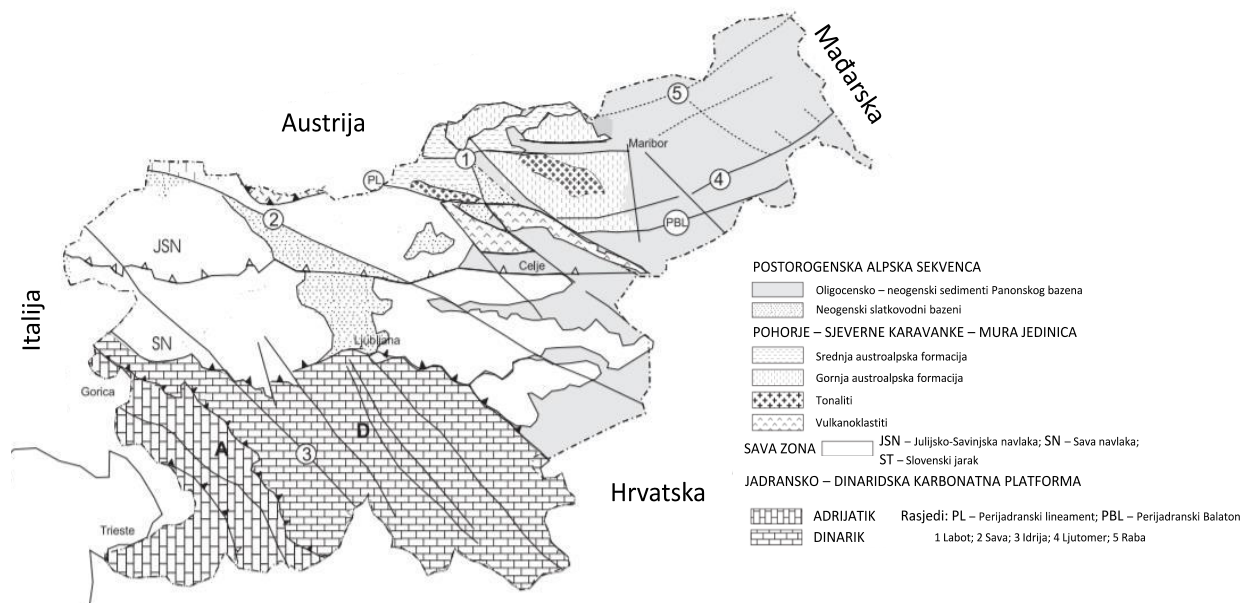 Mađarska
Austrija
5
Maribor
1
PL
4
2
PBL
JSN
Celje
Italija
SN
Ljubljana
Gorica
D
A
3
Hrvatska
Trieste
POSTOROGENSKA ALPSKA SEKVENCA
Oligocensko – neogenski sedimenti Panonskog bazena
Neogenski slatkovodni bazeni
POHORJE – SJEVERNE KARAVANKE – MURA JEDINICA
Srednja austroalpska formacija
Gornja austroalpska formacija
Tonaliti
Vulkanoklastiti
SAVA ZONA JSN – Julijsko-Savinjska navlaka; SN – Sava navlaka;
ST – Slovenski jarak
JADRANSKO – DINARIDSKA KARBONATNA PLATFORMA
ADRIJATIK Rasjedi: PL – Perijadranski lineament; PBL – Perijadranski Balaton
DINARIK 1 Labot; 2 Sava; 3 Idrija; 4 Ljutomer; 5 Raba